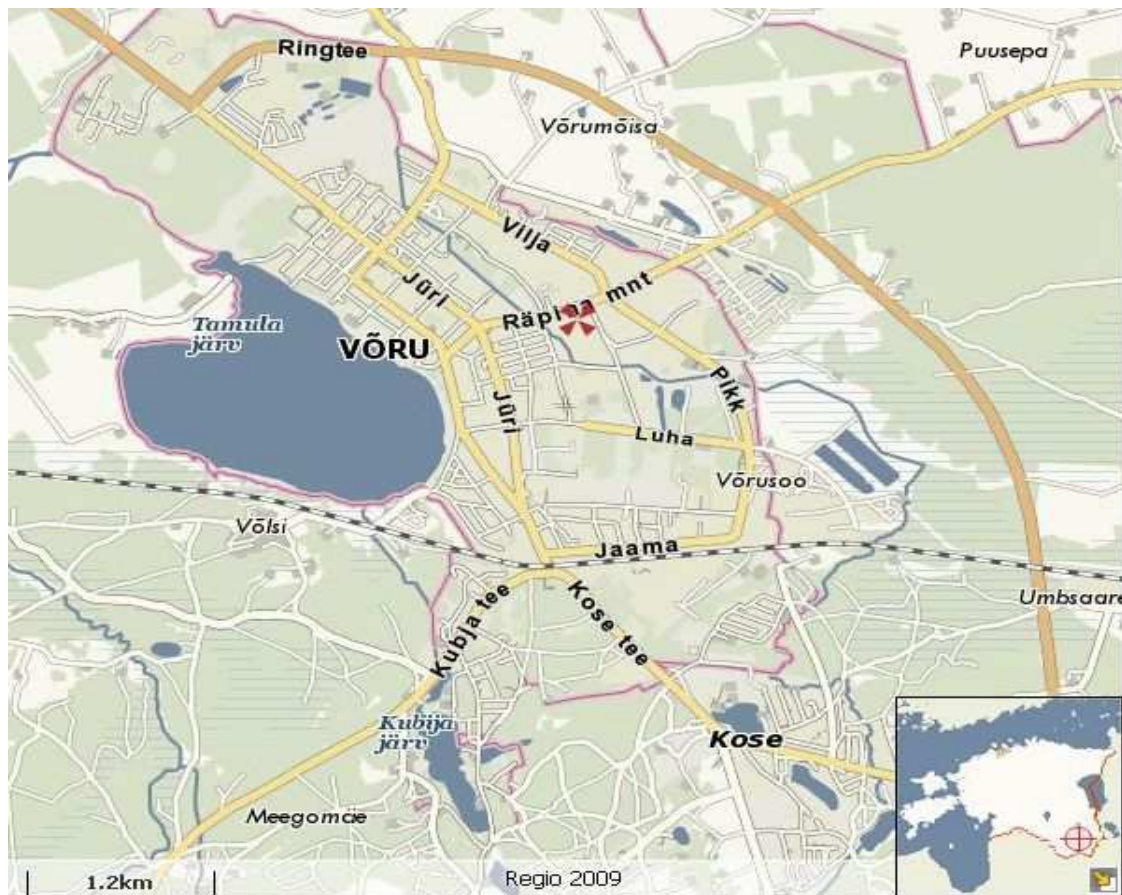 Ringtee
Puusepa
Võrumõisa
Vilja
Jüri
Räpina mnt
Tamula
järv
VÕRU
Pikk
Jüri
Luha
Võrusoo
Võlsi
Jaama
Kubja tee
Kose tee
Umbsaare
Kubija
järv
Kose
Meegomäe
1.2km
Regio 2009